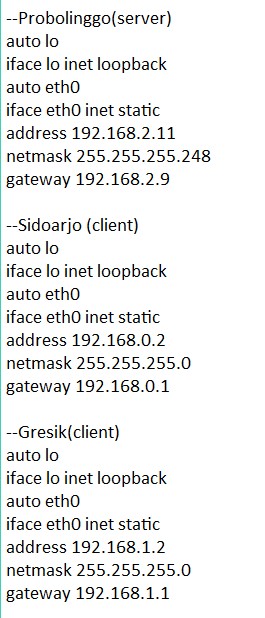 --Probolinggo(server)
auto lo
iface lo inet loopback
auto eth0
iface eth0 inet static
address 192.168.2.11
netmask 255.255.255.248
gateway 192.168.2.9

--Sidoarjo (client)
auto lo
iface lo inet loopback
auto eth0
iface eth0 inet static
address 192.168.0.2
netmask 255.255.255.0
gateway 192.168.0.1

--Gresik(client)
auto lo
iface lo inet loopback
auto eth0
iface eth0 inet static
address 192.168.1.2
netmask 255.255.255.0
gateway 192.168.1.1